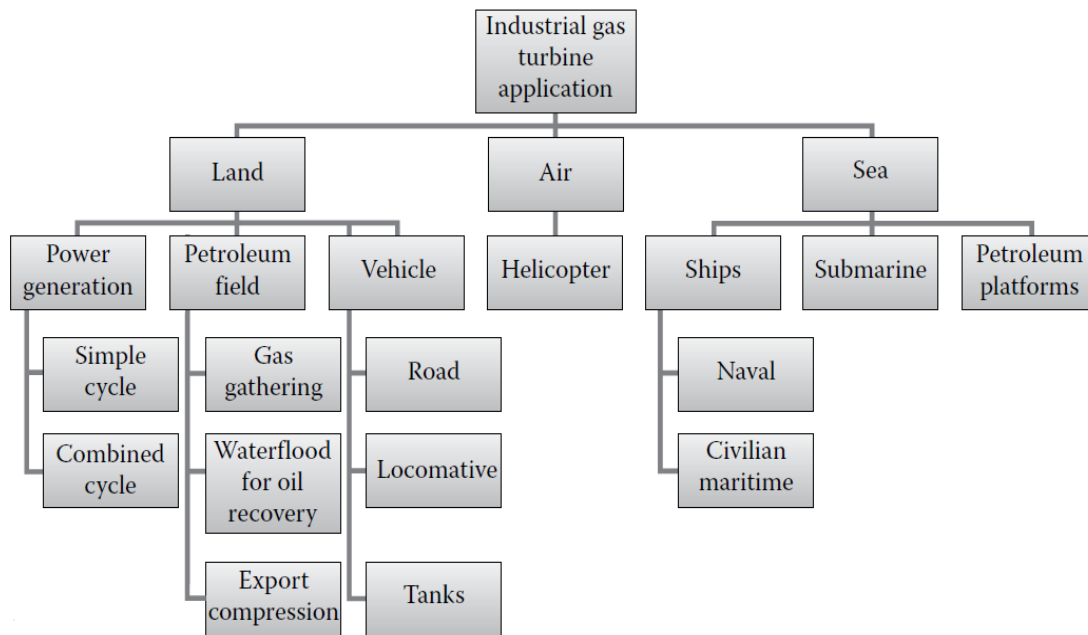 Industrial gas
turbine
application
Land
Air
Sea
Power
generation
Petroleum
field
Vehicle
Helicopter
Ships
Submarine
Petroleum
platforms
Simple
cycle
Gas
gathering
Road
Naval
Combined
cycle
Waterflood
for oil
recovery
Locomative
Civilian
maritime
Export
compression
Tanks